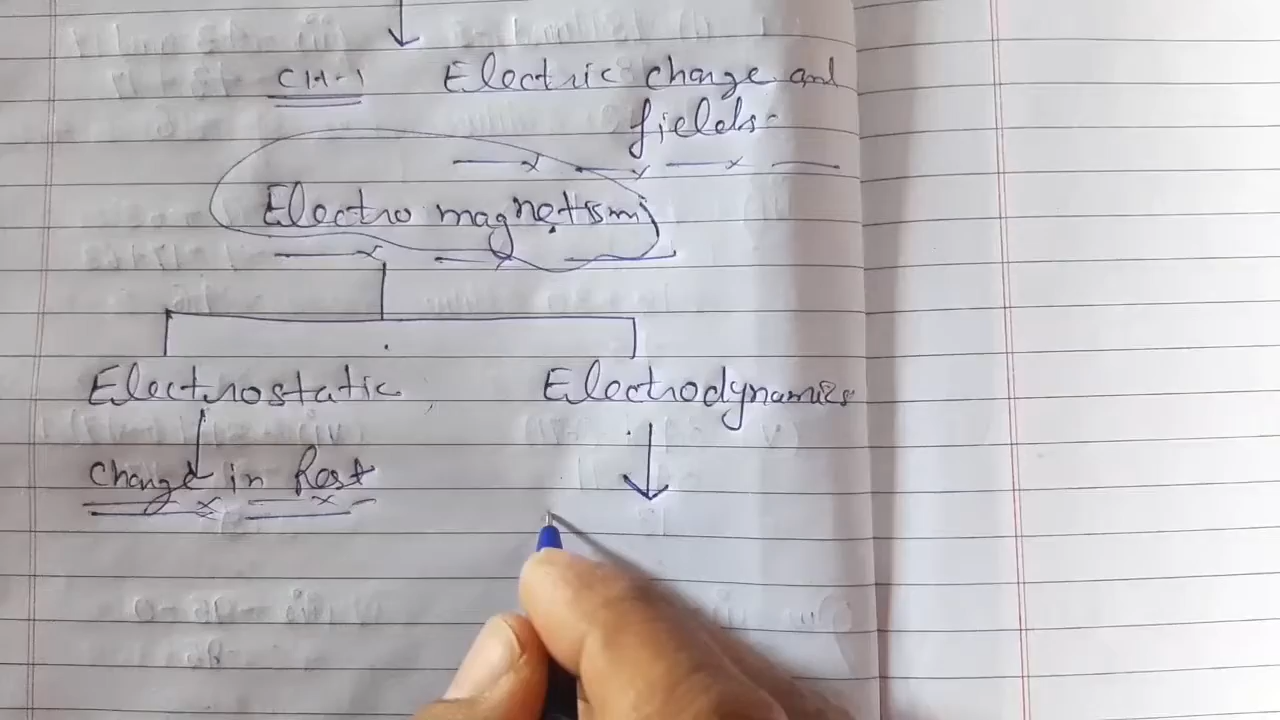 CH-1 Electric charge and
fields.
Electro magnetism
Electrostatic Electrodynamics
Charge in Rest